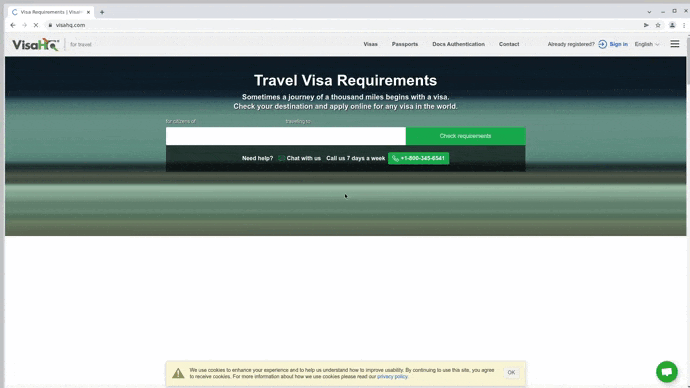 Visa Requirements | Visa
visahq.com
VisaHQ
for travel
Visas
Passports
Docs Authentication
Contact
Already registered?
Sign in
English
Travel Visa Requirements
Sometimes a journey of a thousand miles begins with a visa.
Check your destination and apply online for any visa in the world.
for citizens of:
traveling to:
Check requirements
Need help?
Chat with us
Call us 7 days a week
+1-800-345-6541
We use cookies to enhance your experience and to help us understand how to improve usability. By continuing to use this site, you agree
to receive cookies. For more information about how we use cookies please read our privacy policy.
OK